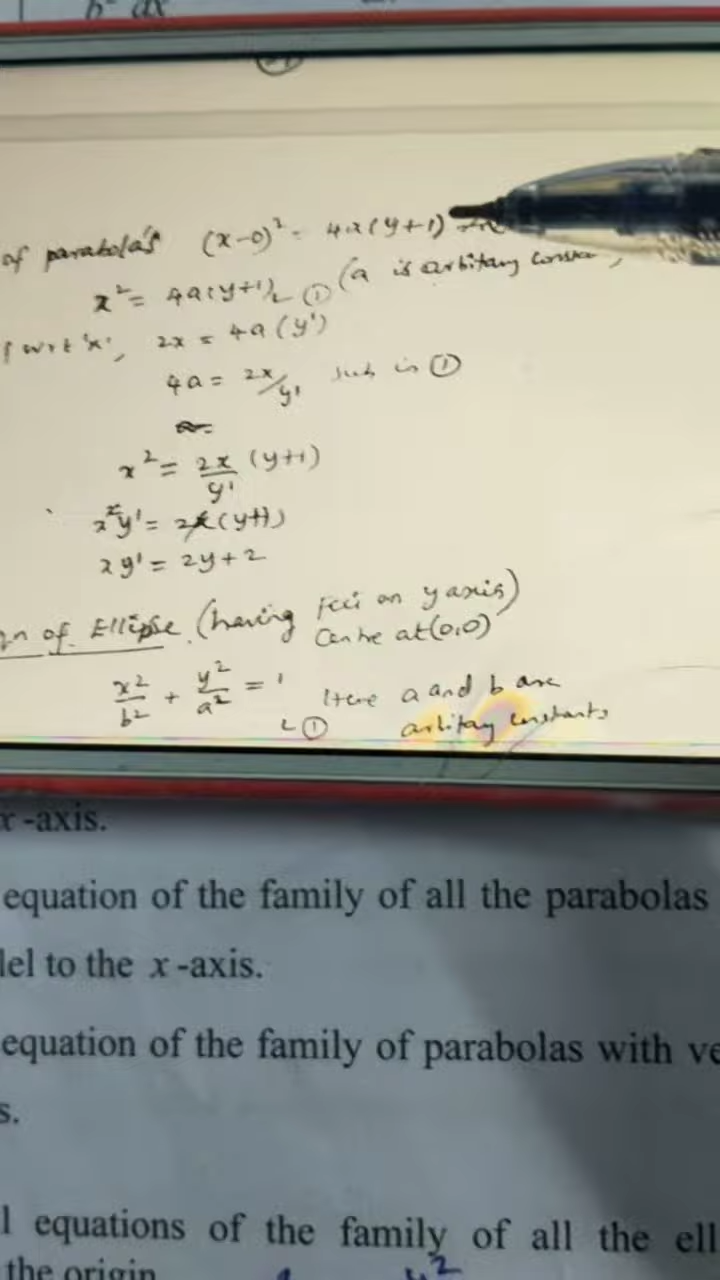 of parabola's (x-0)² = 4a(y+1)
x² = 4a(y+1) ① (a is arbitary
wrt 'x', 2x = 4a(y')
4a = 2x/y' sub in ①
x² = 2x/y' (y+1)
x²y' = 2x(y+1)
xy' = 2y+2
of Ellipse (having Foci on y axis)
Centre at (0,0)
x²/b² + y²/a² = 1 Here a and b are
① arbitary constants
x-axis.
equation of the family of all the parabolas
lel to the x-axis.
equation of the family of parabolas with ve
s.
l equations of the family of all the ell
the origin